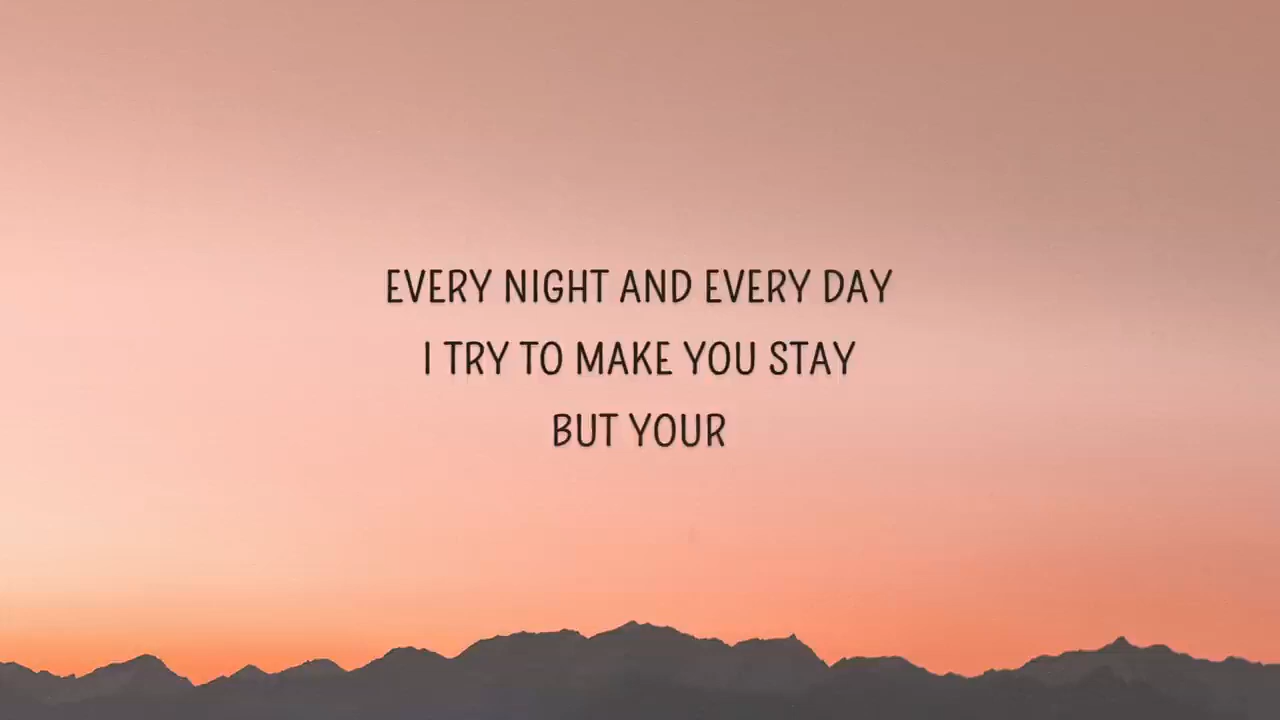 EVERY NIGHT AND EVERY DAY
I TRY TO MAKE YOU STAY
BUT YOUR